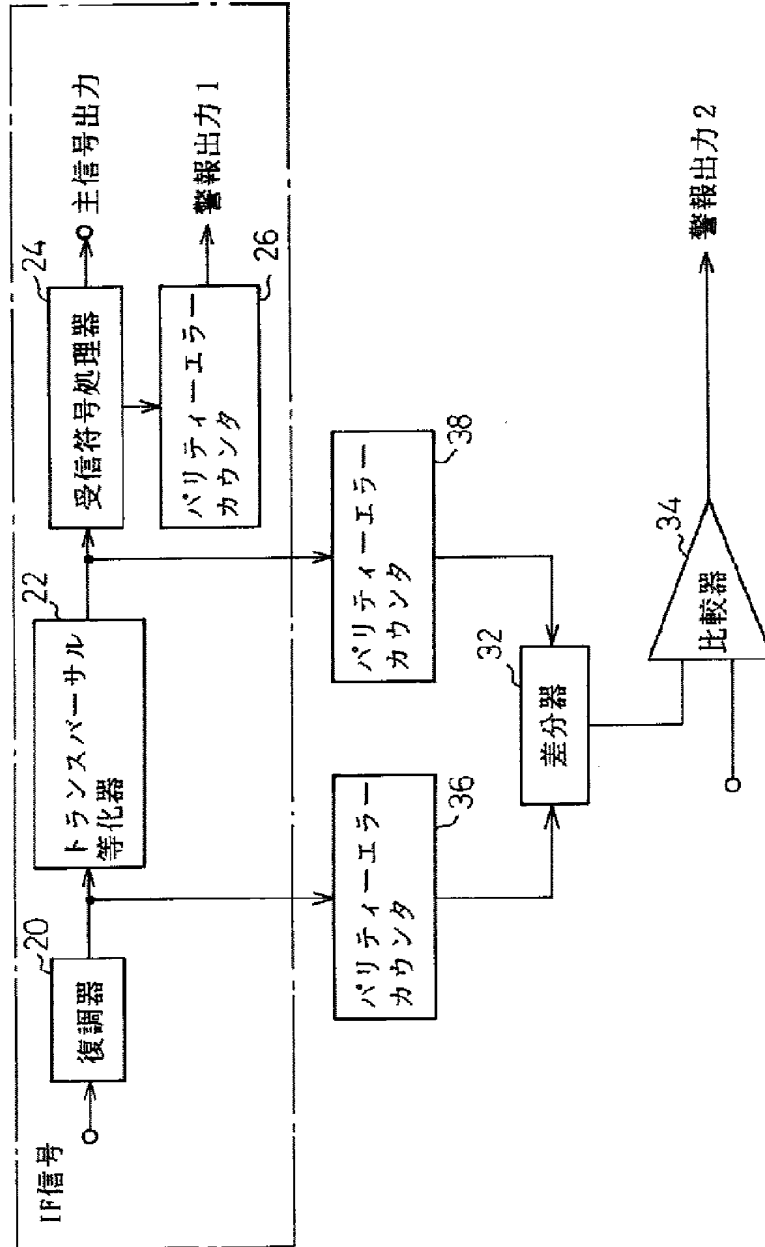 IF信号
20
復調器
22
トランスバーサル
等化器
24
受信符号処理器
主信号出力
パリティーエラー
カウンタ
26
警報出力1
パリティーエラー
カウンタ
36
パリティーエラー
カウンタ
38
32
差分器
34
比較器
警報出力2